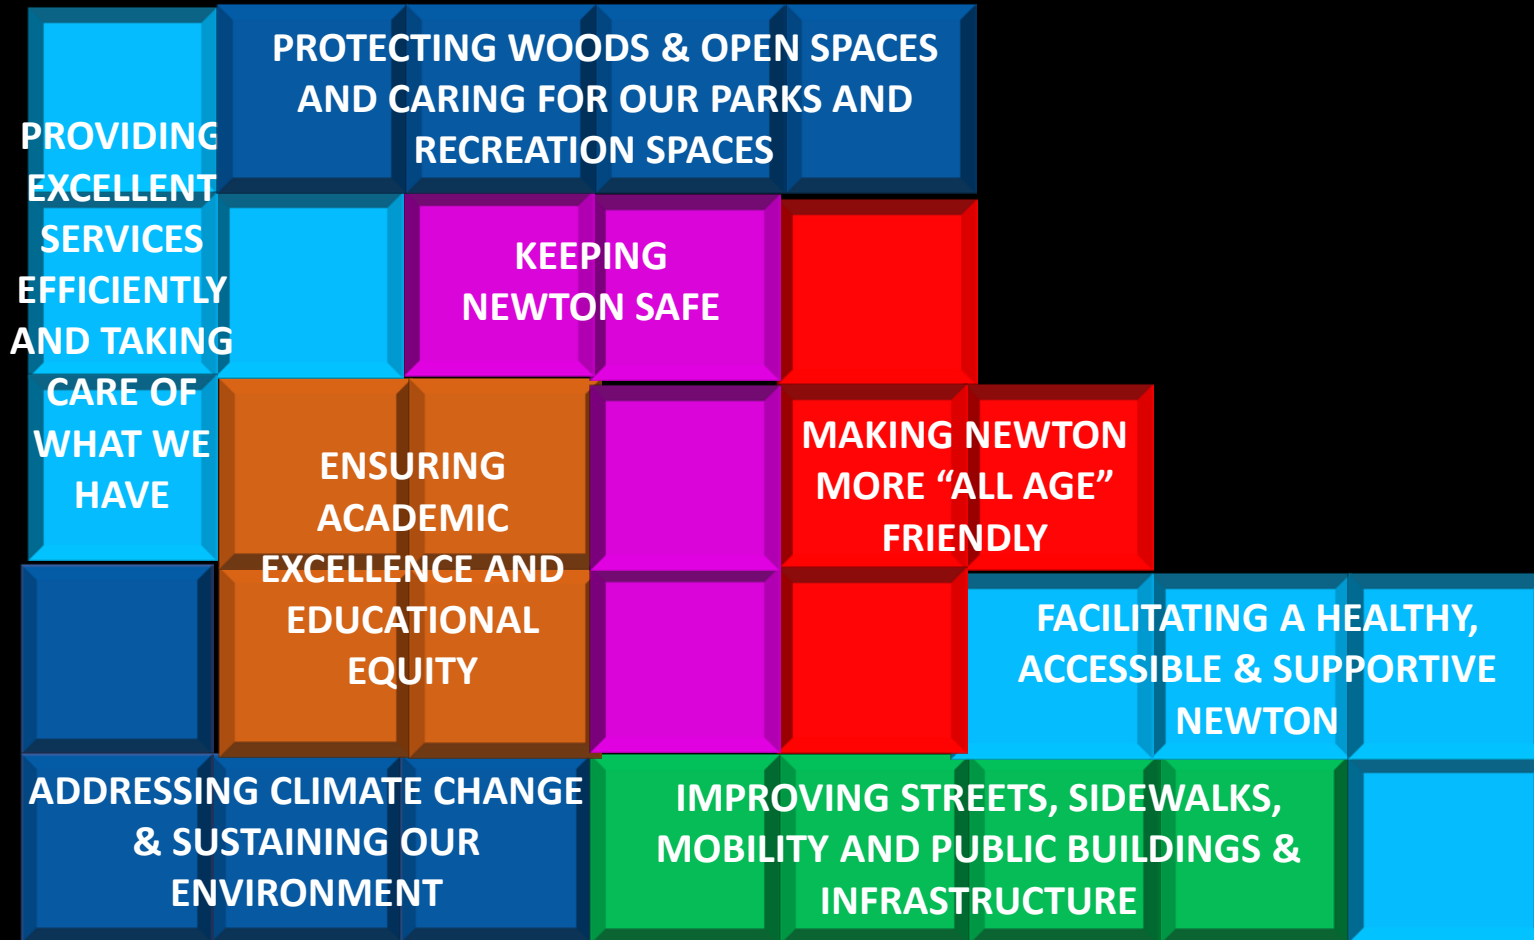 PROTECTING WOODS & OPEN SPACES
AND CARING FOR OUR PARKS AND
RECREATION SPACES
PROVIDING
EXCELLENT
SERVICES
EFFICIENTLY
AND TAKING
CARE OF
WHAT WE
HAVE
KEEPING
NEWTON SAFE
MAKING NEWTON
MORE “ALL AGE”
FRIENDLY
ENSURING
ACADEMIC
EXCELLENCE AND
EDUCATIONAL
EQUITY
FACILITATING A HEALTHY,
ACCESSIBLE & SUPPORTIVE
NEWTON
ADDRESSING CLIMATE CHANGE
& SUSTAINING OUR
ENVIRONMENT
IMPROVING STREETS, SIDEWALKS,
MOBILITY AND PUBLIC BUILDINGS &
INFRASTRUCTURE